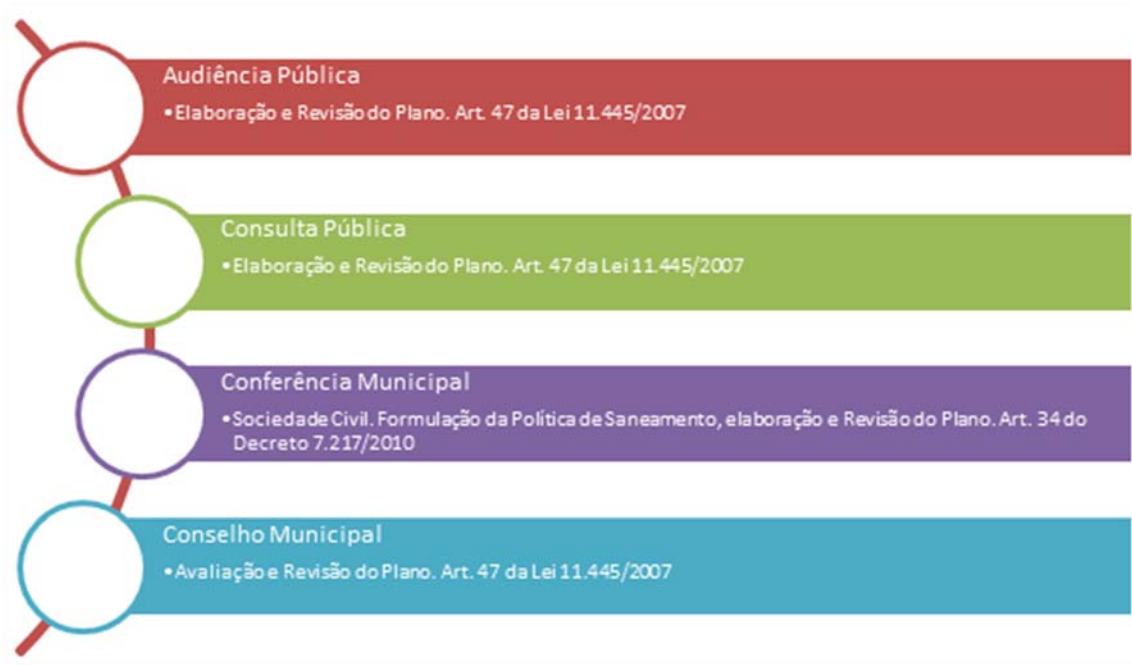 Audiência Pública
•Elaboração e Revisão do Plano. Art. 47 da Lei 11.445/2007
Consulta Pública
•Elaboração e Revisão do Plano. Art. 47 da Lei 11.445/2007
Conferência Municipal
•Sociedade Civil. Formulação da Política de Saneamento, elaboração e Revisão do Plano. Art. 34 do
Decreto 7.217/2010
Conselho Municipal
•Avaliação e Revisão do Plano. Art. 47 da Lei 11.445/2007